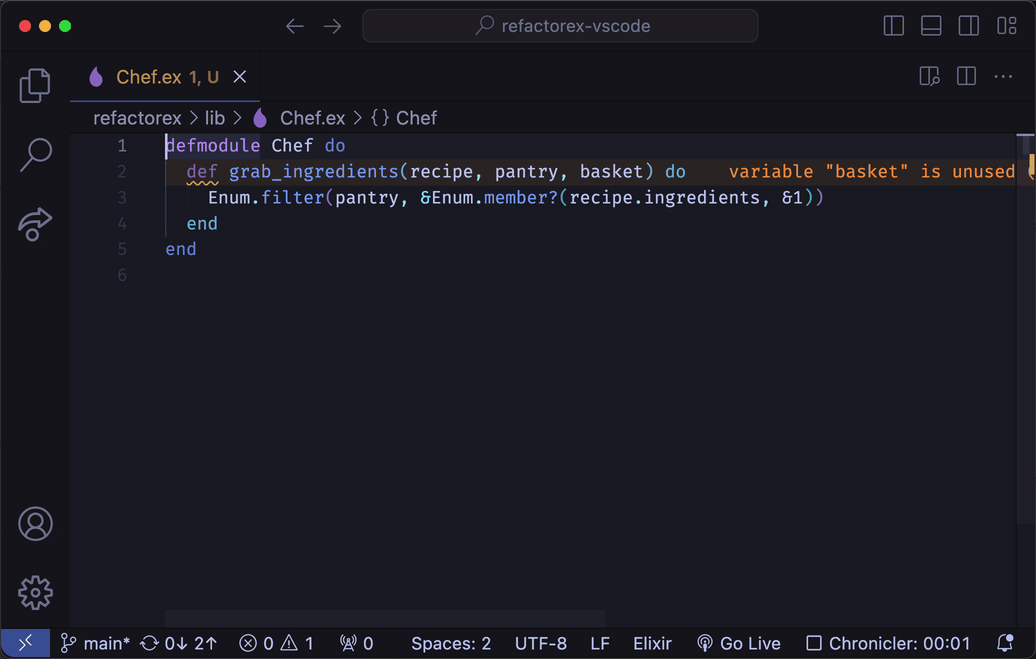 refactorex-vscode
Chef.ex 1, U
refactorex > lib > Chef.ex > {} Chef
1 defmodule Chef do
2 def grab_ingredients(recipe, pantry, basket) do variable "basket" is unused
3 Enum.filter(pantry, &Enum.member?(recipe.ingredients, &1))
4 end
5 end
6
main* 0↓ 2↑ 0 1 0 Spaces: 2 UTF-8 LF Elixir Go Live Chronicler: 00:01